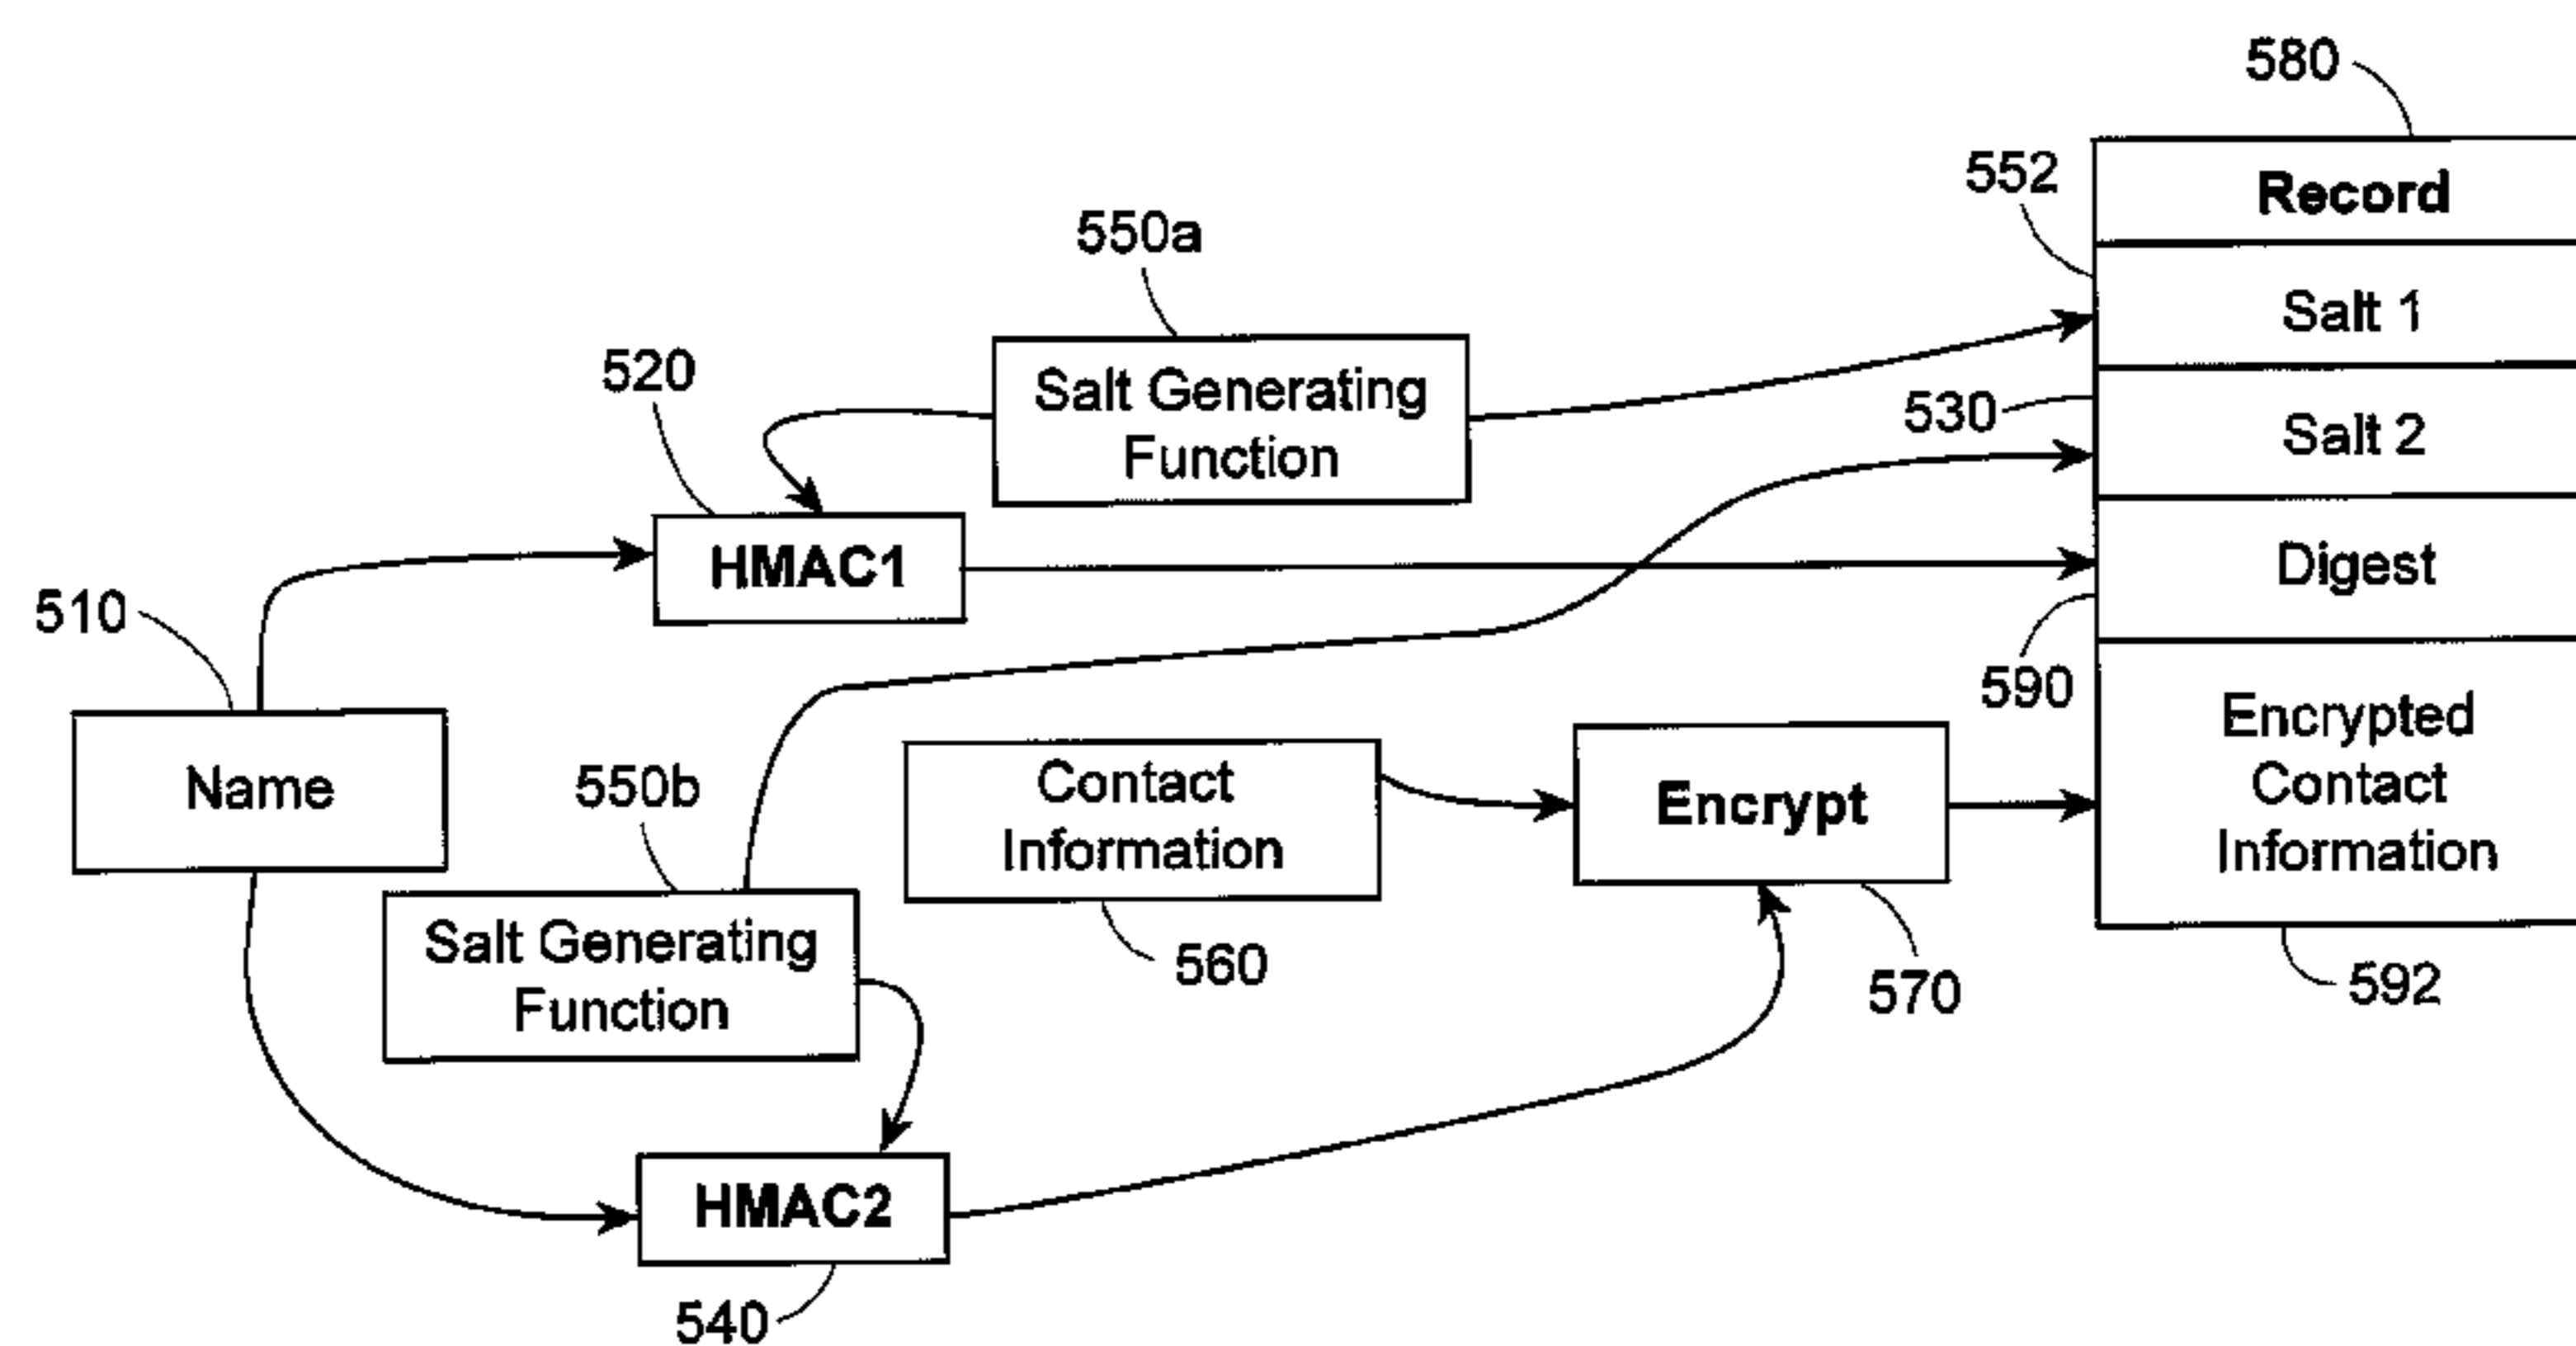 580
Record
552
Salt 1
550a
Salt Generating
Function
520
530
Salt 2
HMAC1
Digest
510
590
Name
550b
Contact
Information
Encrypt
Encrypted
Contact
Information
Salt Generating
Function
560
570
592
HMAC2
540